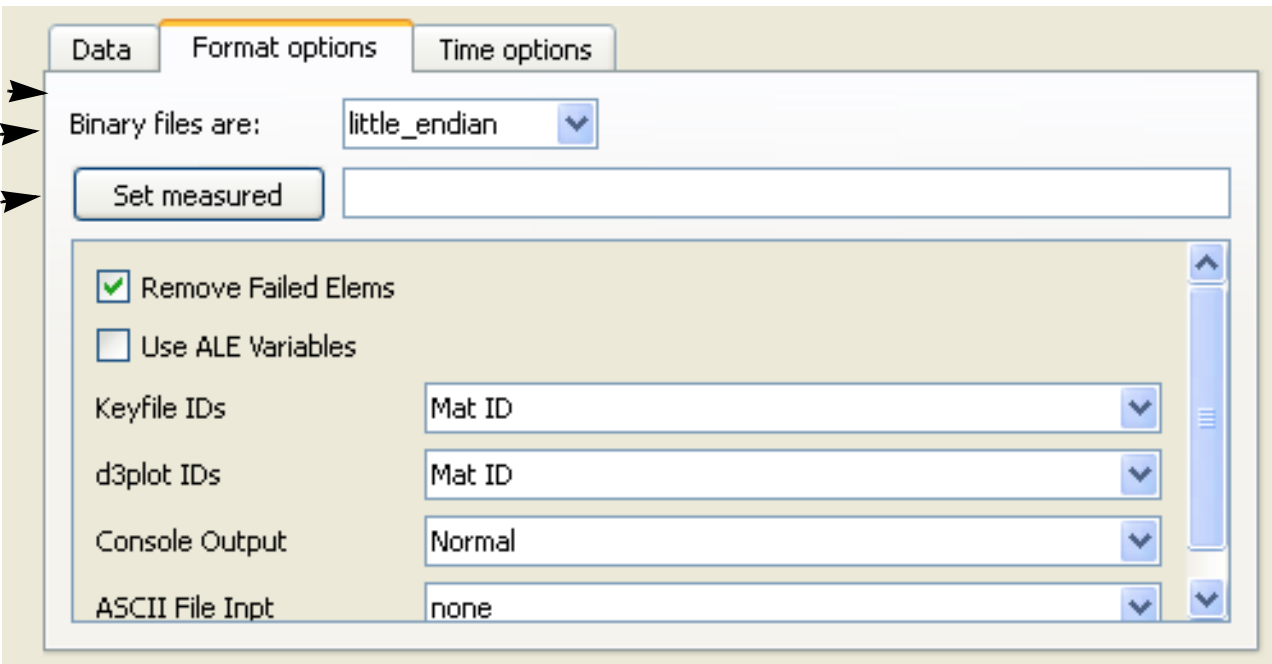 Data Format options Time options
Binary files are: little_endian
Set measured
Remove Failed Elems
Use ALE Variables
Keyfile IDs Mat ID
d3plot IDs Mat ID
Console Output Normal
ASCII File Inpt none